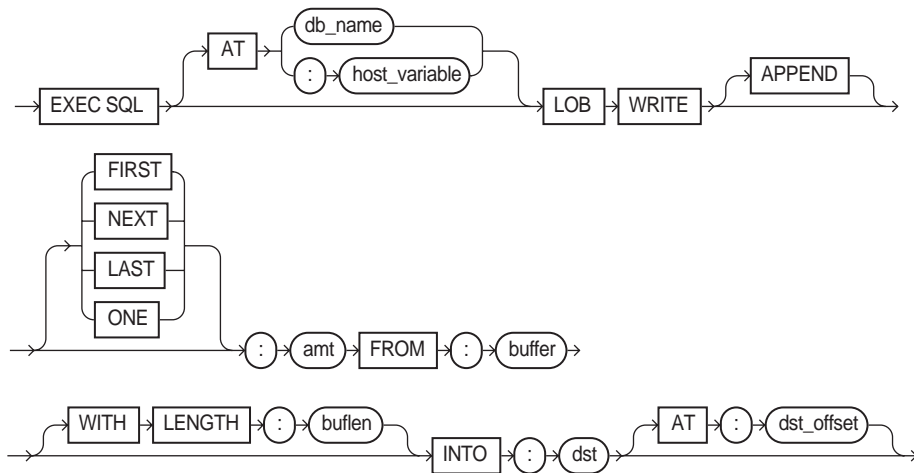 db_name
AT
: host_variable
EXEC SQL LOB WRITE APPEND
FIRST
NEXT
LAST
ONE
: amt FROM : buffer
WITH LENGTH : buflen AT : dst_offset
INTO : dst